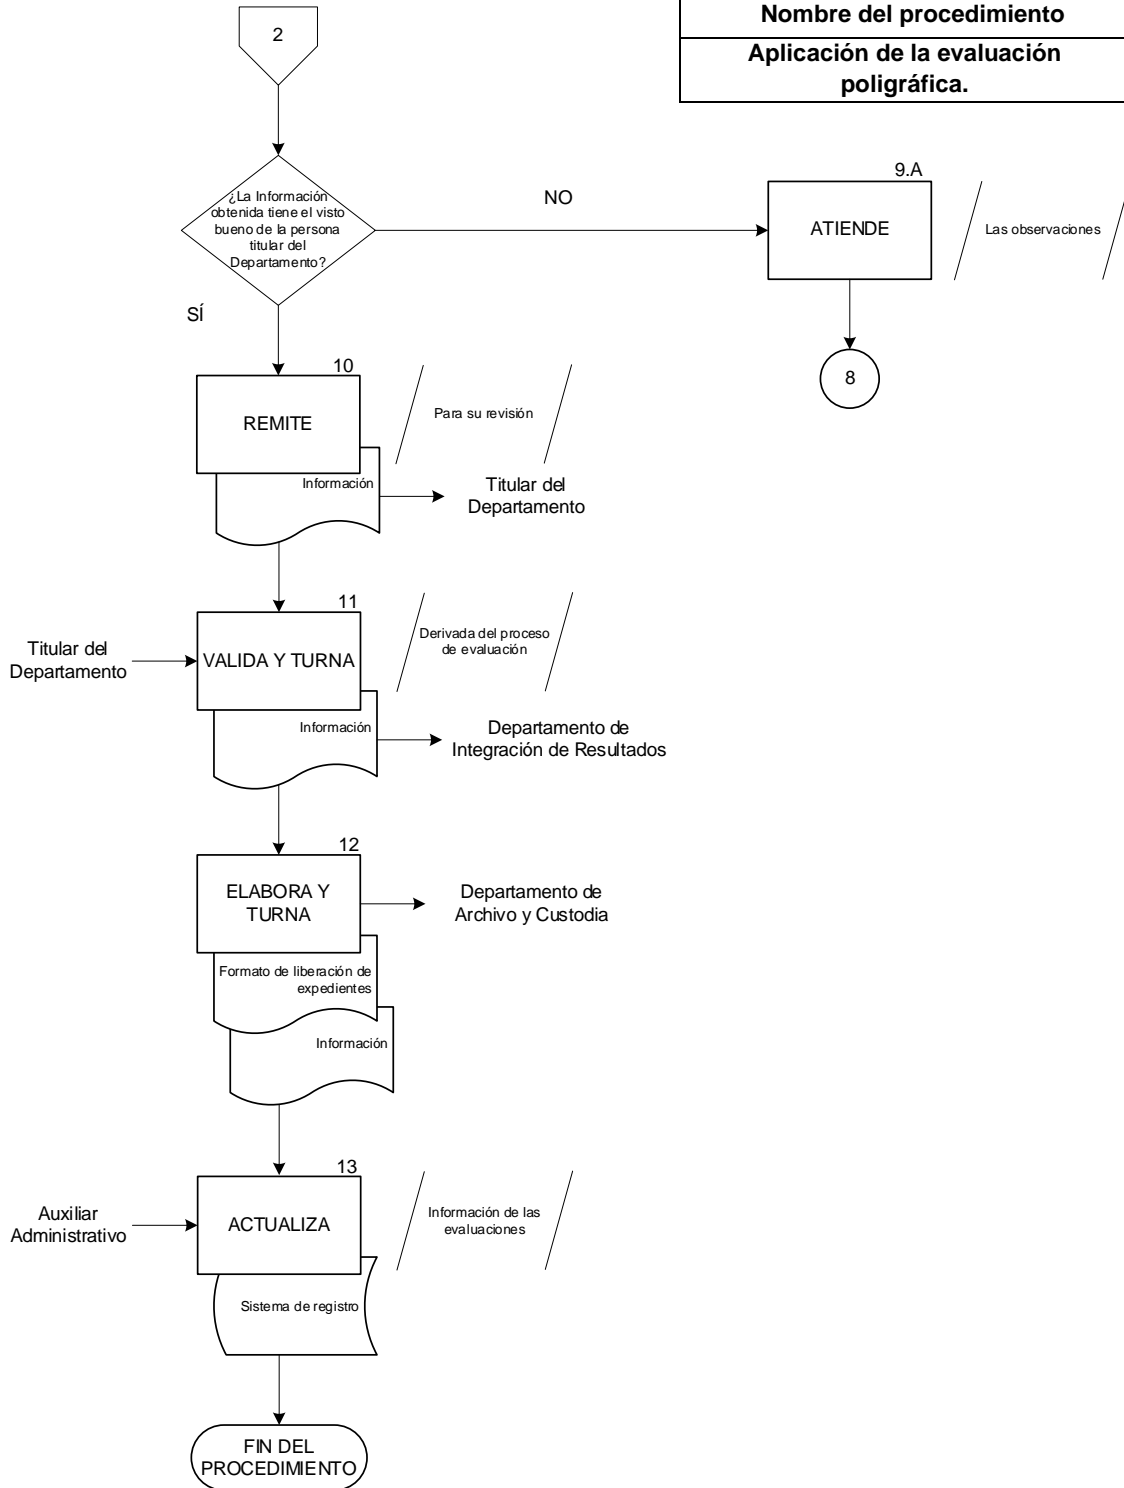 2
Nombre del procedimiento
Aplicación de la evaluación
poligráfica.
¿La Información
obtenida tiene el visto
bueno de la persona
titular del
Departamento?
NO
9.A
ATIENDE
Las observaciones
8
SÍ
10
REMITE
Para su revisión
Información
Titular del
Departamento
11
Titular del
Departamento
VALIDA Y TURNA
Derivada del proceso
de evaluación
Información
Departamento de
Integración de Resultados
12
ELABORA Y
TURNA
Departamento de
Archivo y Custodia
Formato de liberación de
expedientes
Información
13
Auxiliar
Administrativo
ACTUALIZA
Información de las
evaluaciones
Sistema de registro
FIN DEL
PROCEDIMIENTO